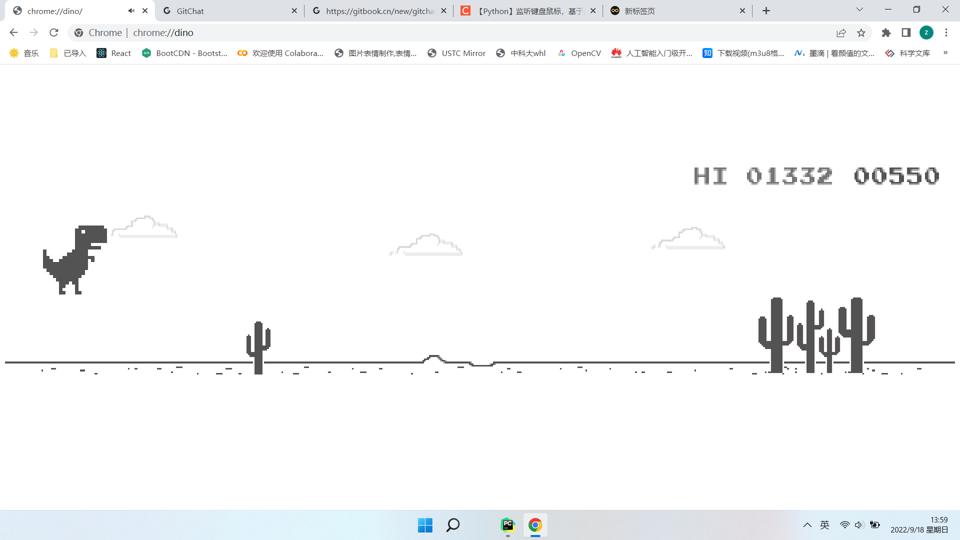 chrome://dino/
GitChat
https://gitbook.cn/new/gitcha
【Python】监听键盘鼠标，基于
新标签页
Chrome | chrome://dino
音乐
已导入
React
BootCDN - Bootst...
欢迎使用 Colabora...
图片表情制作,表情...
USTC Mirror
中科大whl
OpenCV
人工智能入门极开...
下载视频(m3u8格...
墨滴 | 看颜值的文...
科学文库
»
HI 01332 00550
英
13:59
2022/9/18 星期日